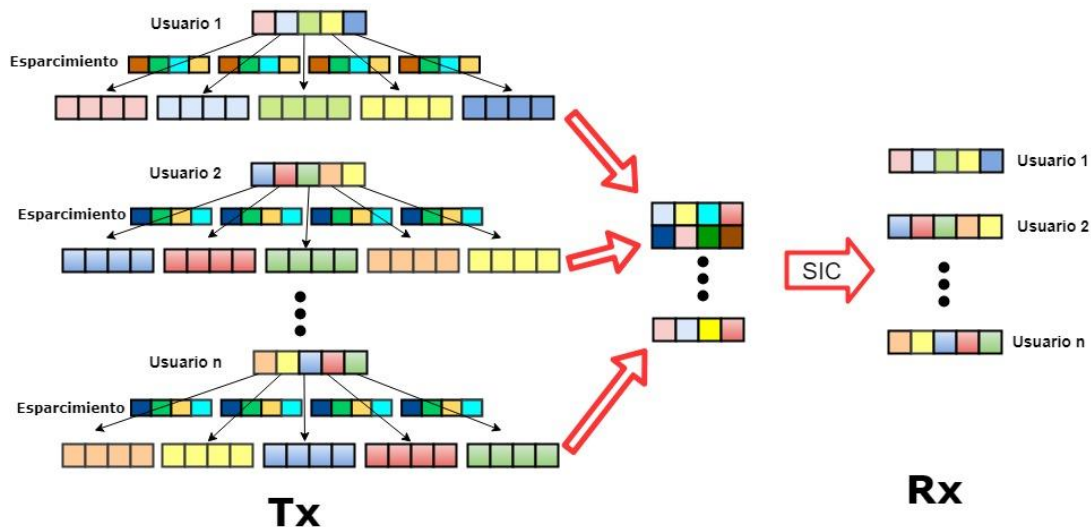 Usuario 1
Esparcimiento
Usuario 2
Esparcimiento
Usuario n
Esparcimiento
Tx
SIC
Usuario 1
Usuario 2
Usuario n
Rx